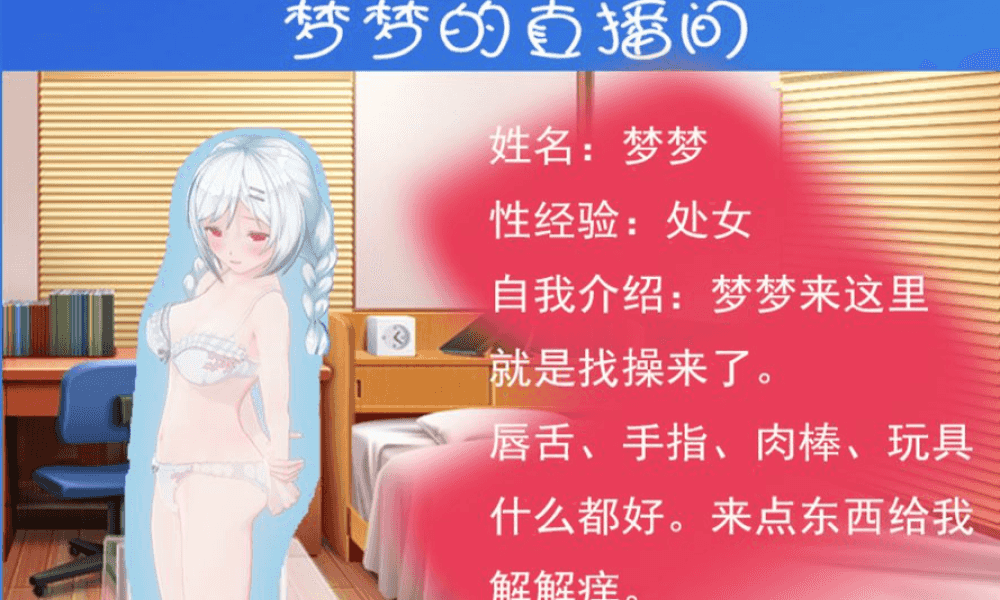 梦梦的直播间
姓名：梦梦
性经验：处女
自我介绍：梦梦来这里
就是找操来了。
唇舌、手指、肉棒、玩具
什么都好。来点东西给我
解解痒。